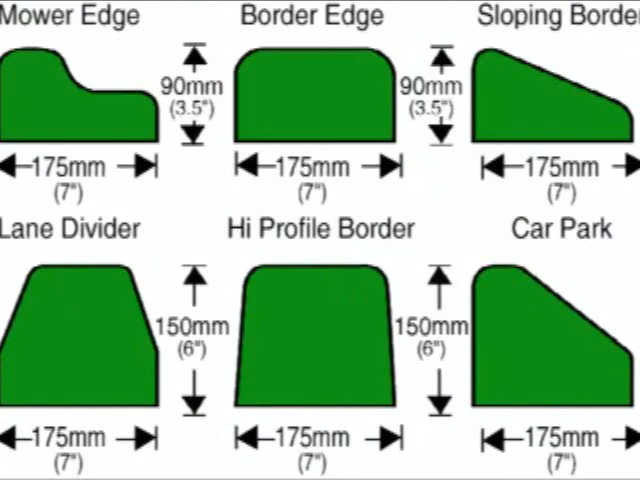 Mower Edge
Border Edge
Sloping Border
90mm
(3.5")
90mm
(3.5")
175mm
(7")
175mm
(7")
175mm
(7")
Lane Divider
Hi Profile Border
Car Park
150mm
(6")
150mm
(6")
175mm
(7")
175mm
(7")
175mm
(7")